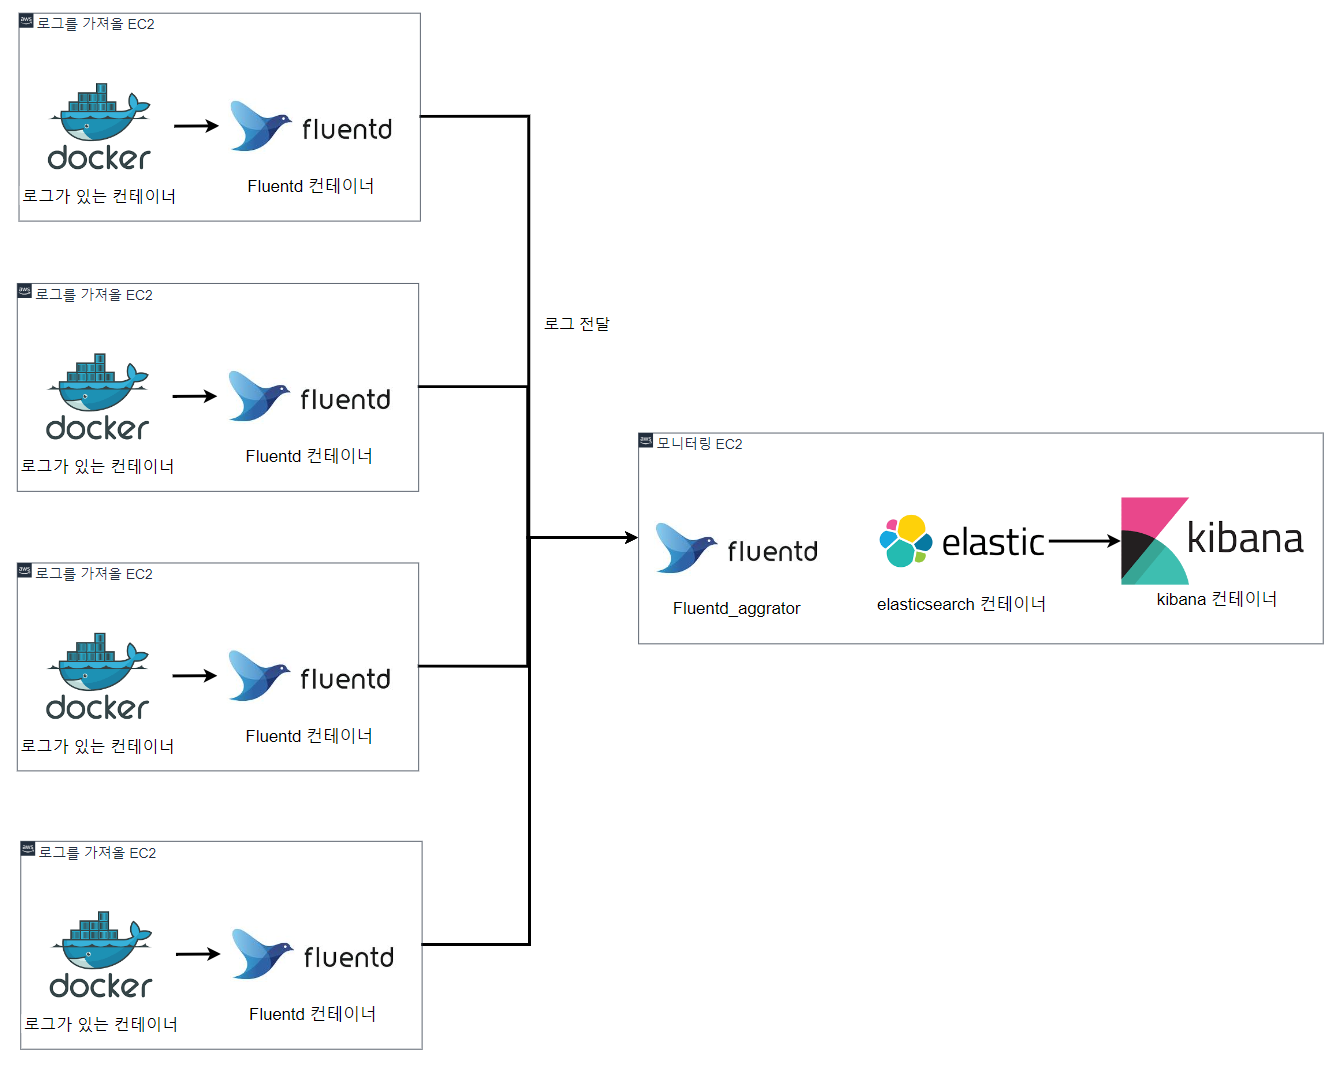 aws 로그를 가져올 EC2
docker
fluentd
로그가 있는 컨테이너
Fluentd 컨테이너
aws 로그를 가져올 EC2
docker
fluentd
로그가 있는 컨테이너
Fluentd 컨테이너
로그 전달
aws 모니터링 EC2
fluentd
elastic
kibana
Fluentd_aggrator
elasticsearch 컨테이너
kibana 컨테이너
aws 로그를 가져올 EC2
docker
fluentd
로그가 있는 컨테이너
Fluentd 컨테이너
aws 로그를 가져올 EC2
docker
fluentd
로그가 있는 컨테이너
Fluentd 컨테이너